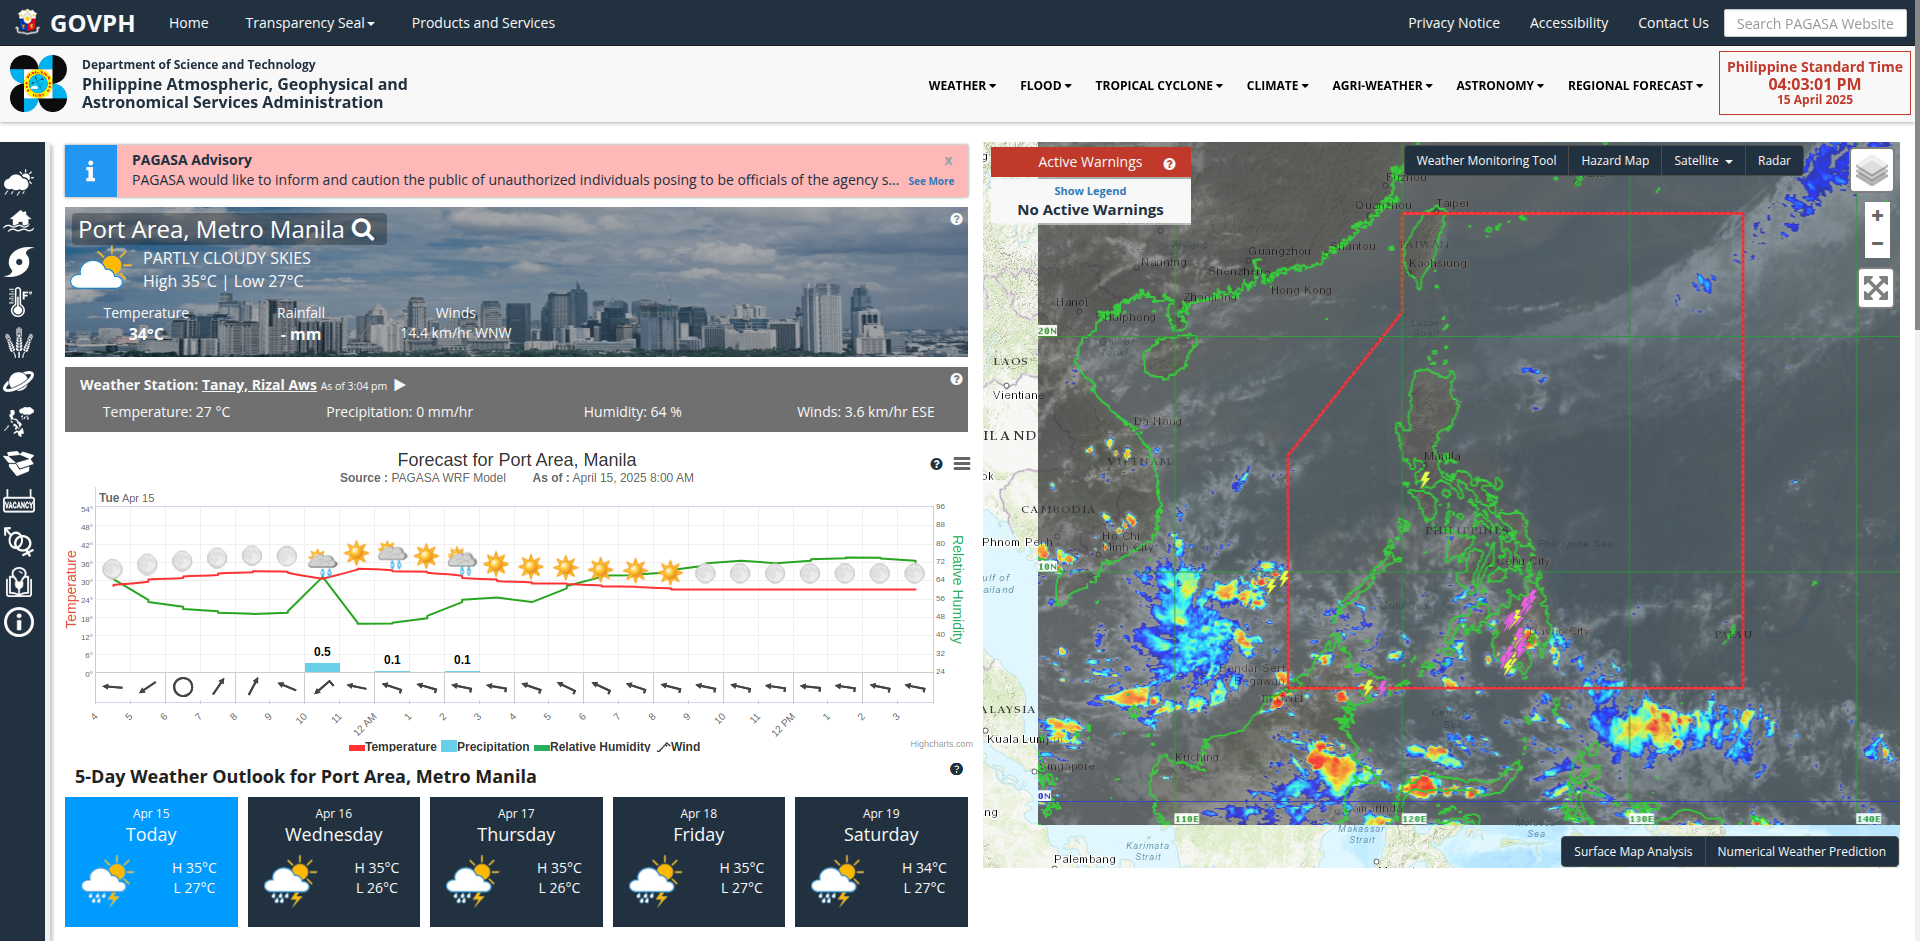 GOVPH
Home
Transparency Seal
Products and Services
Privacy Notice
Accessibility
Contact Us
Search PAGASA Website
Department of Science and Technology
Philippine Atmospheric, Geophysical and
Astronomical Services Administration
WEATHER
FLOOD
TROPICAL CYCLONE
CLIMATE
AGRI-WEATHER
ASTRONOMY
REGIONAL FORECAST
Philippine Standard Time
04:03:01 PM
15 April 2025
VACANCY
PAGASA Advisory
x
PAGASA would like to inform and caution the public of unauthorized individuals posing to be officials of the agency s...
See More
Port Area, Metro Manila
PARTLY CLOUDY SKIES
High 35°C | Low 27°C
Temperature
Rainfall
Winds
34°C
- mm
14.4 km/hr WNW
Weather Station: Tanay, Rizal Aws As of 3:04 pm
Temperature: 27 °C
Precipitation: 0 mm/hr
Humidity: 64 %
Winds: 3.6 km/hr ESE
Forecast for Port Area, Manila
Source : PAGASA WRF Model
As of : April 15, 2025 8:00 AM
Tue Apr 15
54°
48°
42°
36°
30°
24°
18°
12°
6°
0°
Temperature
96
88
80
72
64
56
48
40
32
24
Relative Humidity
0.5
0.1
0.1
4 5 6 7 8 9 10 11 12 AM 1 2 3 4 5 6 7 8 9 10 11 12 PM 1 2 3
Temperature
Precipitation
Relative Humidity
Wind
Highcharts.com
5-Day Weather Outlook for Port Area, Metro Manila
Apr 15
Today
H 35°C
L 27°C
Apr 16
Wednesday
H 35°C
L 26°C
Apr 17
Thursday
H 35°C
L 26°C
Apr 18
Friday
H 35°C
L 27°C
Apr 19
Saturday
H 34°C
L 27°C
Active Warnings
Show Legend
No Active Warnings
Weather Monitoring Tool
Hazard Map
Satellite
Radar
+
−
Fuzhou
Quanzhou
Taipei
TAIWAN
Shantou
Guangzhou
Nanning
Kaohsiung
Shenzhen
Hong Kong
Zhanjiang
Hanoi
Haiphong
Luzon
Strait
20N
LAOS
Vientiane
ILAND
Da Nang
VIETNAM
Manila
CAMBODIA
Ho Chi
Minh City
Phnom Penh
PHILIPPINES
Philippine Sea
Cebu City
10N
ulf of
ailand
Davao City
PALAU
Bandar Seri
Begawan
BRUNEI
ALAYSIA
Kuala Lump
Kuching
Singapore
0N
Samarinda
110E
120E
130E
140E
ng
Makassar
Strait
Karimata
Strait
Sea
Palembang
Surface Map Analysis
Numerical Weather Prediction